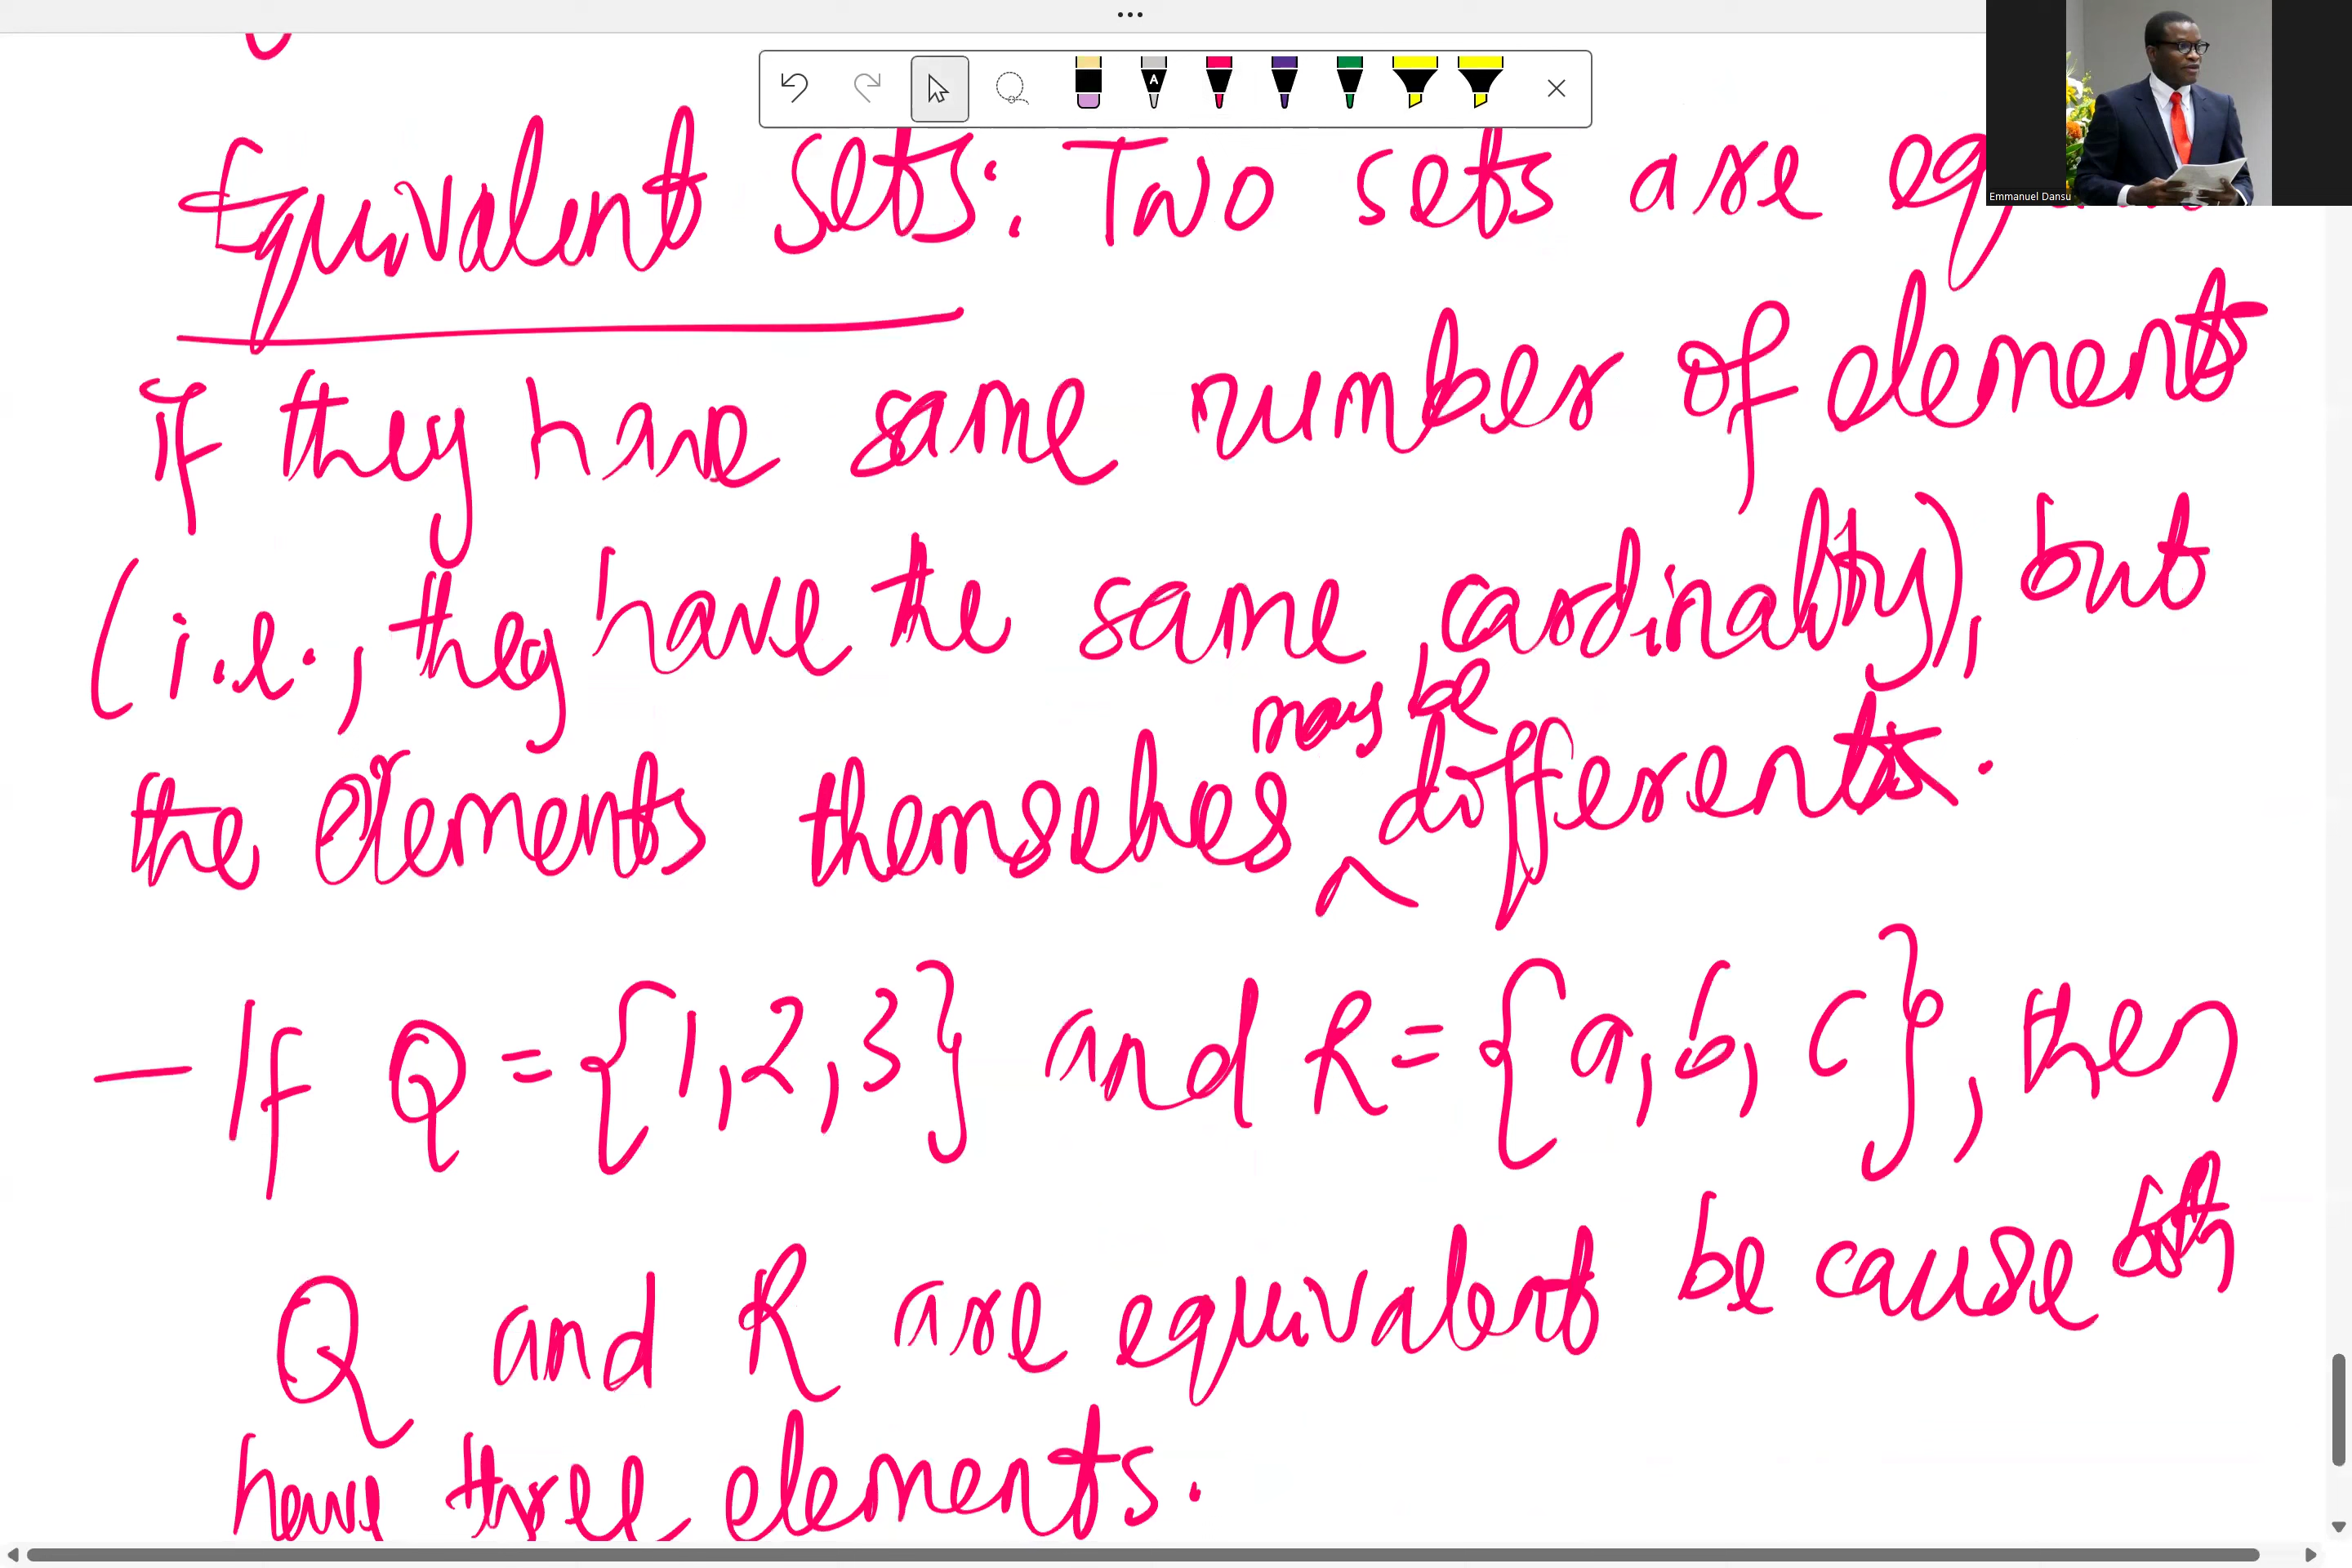 Emmanuel Dansu
Equivalent sets: Two sets are
if they have same number of elements
(i.e., they have the same cardinality), but
may be
the elements themselves ^ different.
— If Q = {1, 2, 3} and R = {a, b, c}, then
Q and R are equivalent be cause both
have three elements.